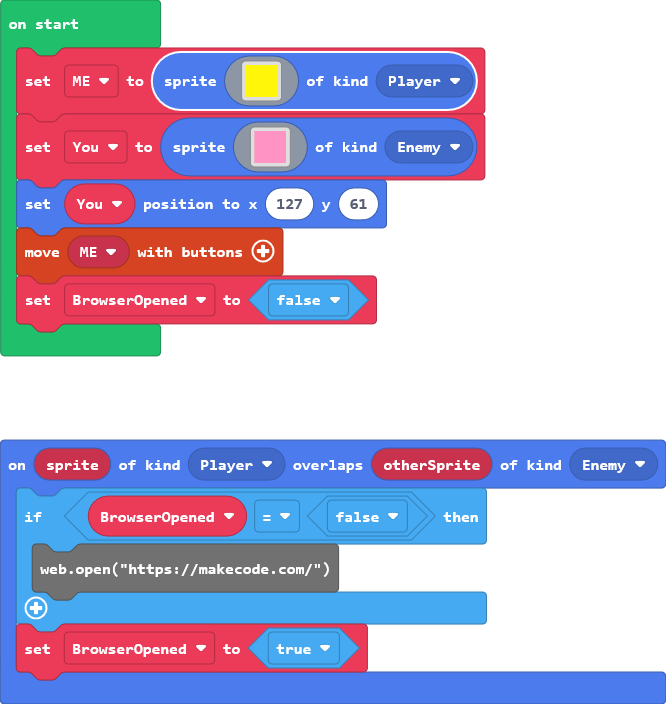 on start
set ME to sprite of kind Player
set You to sprite of kind Enemy
set You position to x 127 y 61
move ME with buttons
set BrowserOpened to false
on sprite of kind Player overlaps otherSprite of kind Enemy
if BrowserOpened = false then
web.open("https://makecode.com/")
set BrowserOpened to true